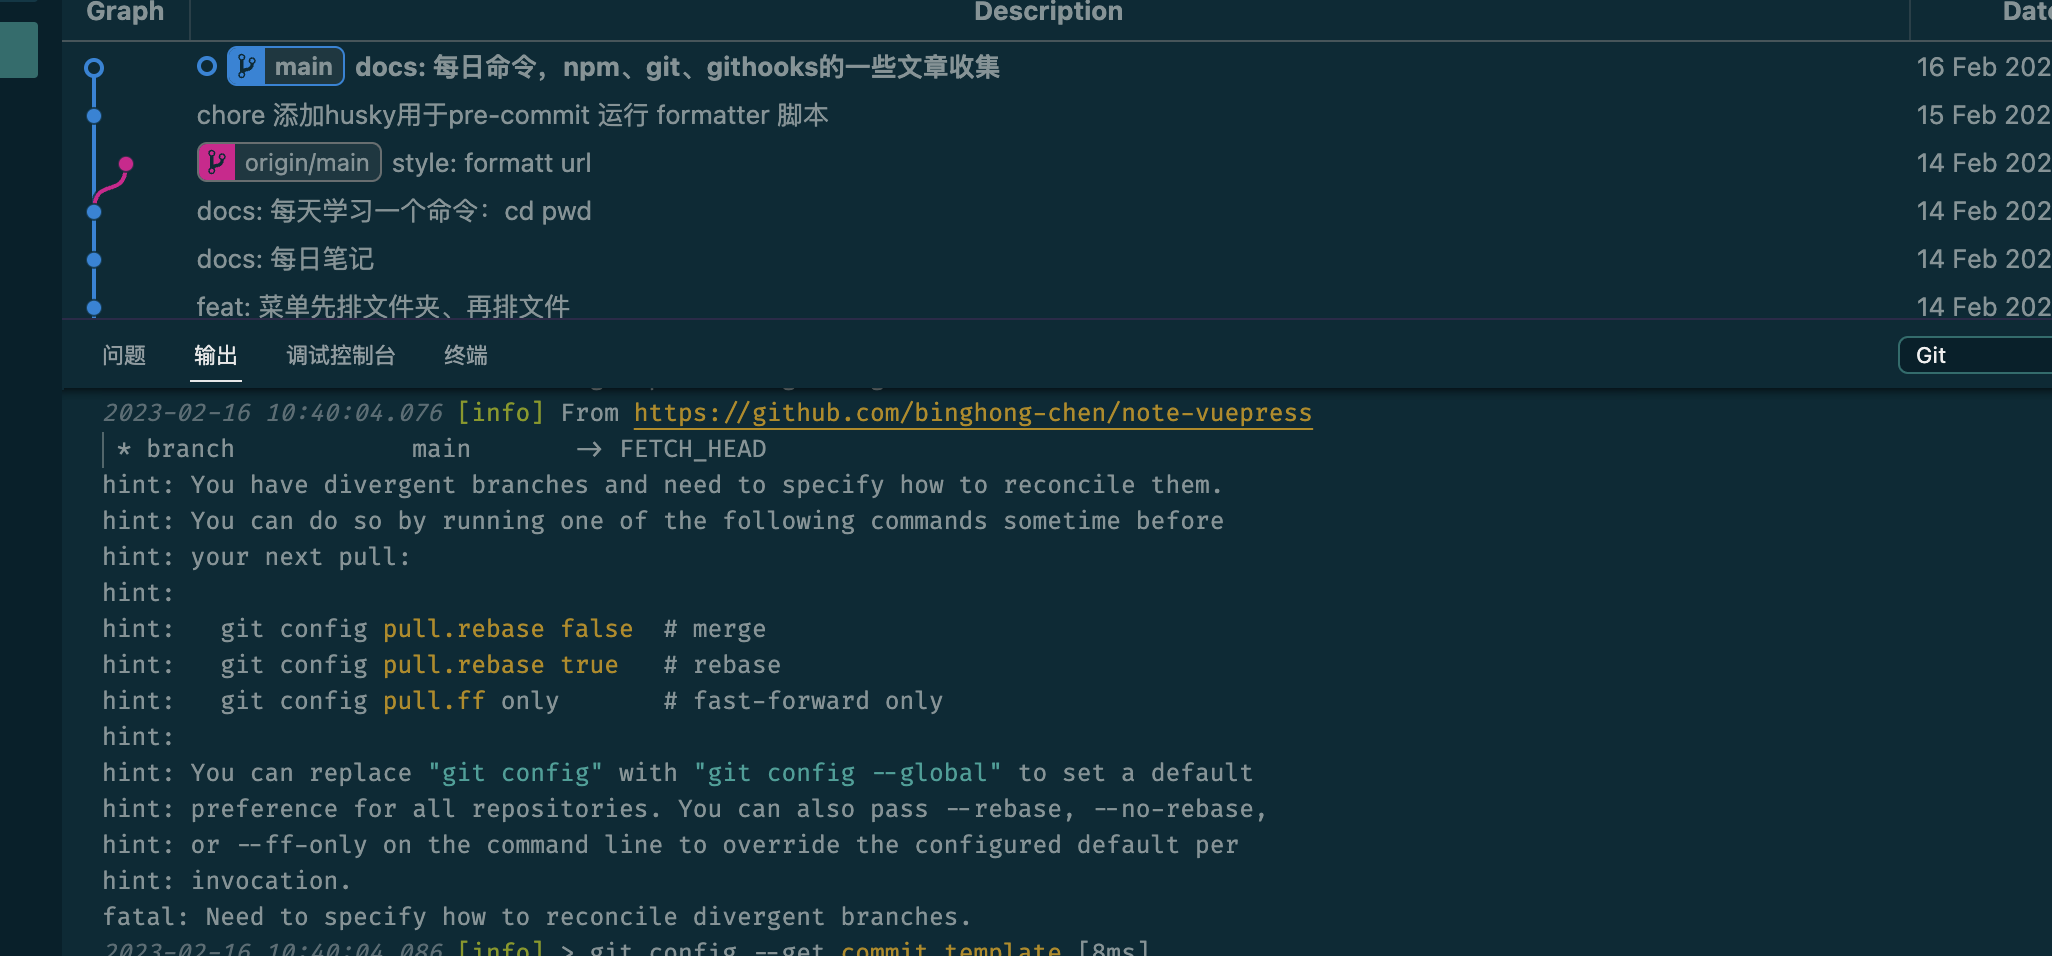 Graph Description
main docs: 每日命令，npm、git、githooks的一些文章收集 16 Feb 202
chore 添加husky用于pre-commit 运行 formatter 脚本 15 Feb 202
origin/main style: formatt url 14 Feb 202
docs: 每天学习一个命令：cd pwd 14 Feb 202
docs: 每日笔记 14 Feb 202
feat: 菜单先排文件夹、再排文件 14 Feb 202
问题 输出 调试控制台 终端 Git
2023-02-16 10:40:04.076 [info] From https://github.com/binghong-chen/note-vuepress
* branch main -> FETCH_HEAD
hint: You have divergent branches and need to specify how to reconcile them.
hint: You can do so by running one of the following commands sometime before
hint: your next pull:
hint:
hint: git config pull.rebase false # merge
hint: git config pull.rebase true # rebase
hint: git config pull.ff only # fast-forward only
hint:
hint: You can replace "git config" with "git config --global" to set a default
hint: preference for all repositories. You can also pass --rebase, --no-rebase,
hint: or --ff-only on the command line to override the configured default per
hint: invocation.
fatal: Need to specify how to reconcile divergent branches.
2023-02-16 10:40:04.086 [info] > git config --get commit.template [8ms]